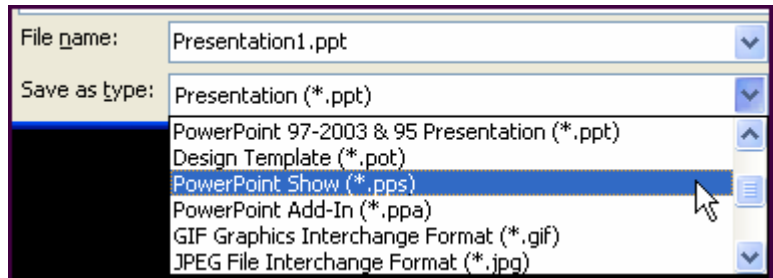 File name: Presentation1.ppt
Save as type: Presentation (*.ppt)
PowerPoint 97-2003 & 95 Presentation (*.ppt)
Design Template (*.pot)
PowerPoint Show (*.pps)
PowerPoint Add-In (*.ppa)
GIF Graphics Interchange Format (*.gif)
JPEG File Interchange Format (*.jpg)